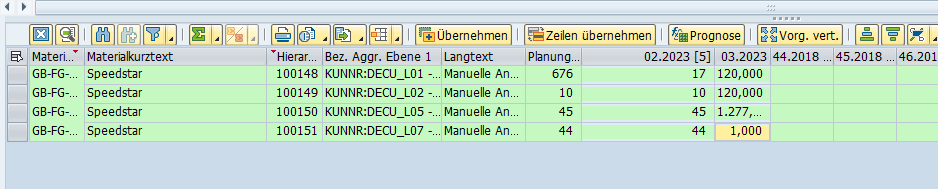 Übernehmen Zeilen übernehmen Prognose Vorg. vert.
Materi... Materialkurztext Hierar... Bez. Aggr. Ebene 1 Langtext Planung... 02.2023 [5] 03.2023 44.2018 ... 45.2018 ... 46.201
GB-FG-... Speedstar 100148 KUNNR:DECU_L01 -... Manuelle An... 676 17 120,000
GB-FG-... Speedstar 100149 KUNNR:DECU_L02 -... Manuelle An... 10 10 120,000
GB-FG-... Speedstar 100150 KUNNR:DECU_L05 -... Manuelle An... 45 45 1.277,...
GB-FG-... Speedstar 100151 KUNNR:DECU_L07 -... Manuelle An... 44 44 1,000